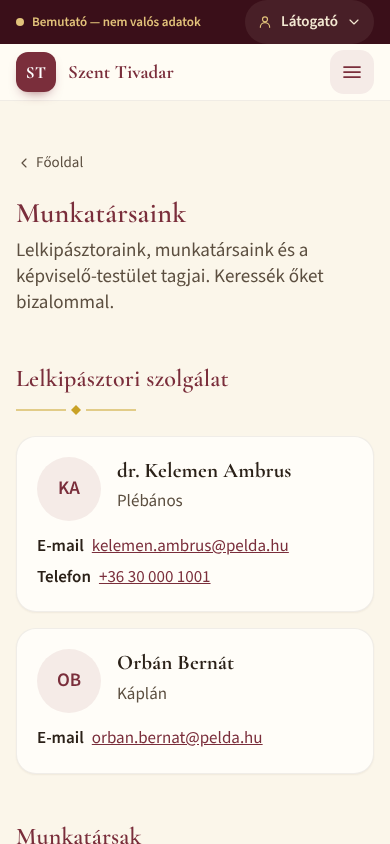 Bemutató — nem valós adatok
Látogató
ST
Szent Tivadar
Főoldal
Munkatársaink
Lelkipásztoraink, munkatársaink és a
képviselő-testület tagjai. Keressék őket
bizalommal.
Lelkipásztori szolgálat
KA
dr. Kelemen Ambrus
Plébános
E-mail kelemen.ambrus@pelda.hu
Telefon +36 30 000 1001
OB
Orbán Bernát
Káplán
E-mail orban.bernat@pelda.hu
Munkatársak